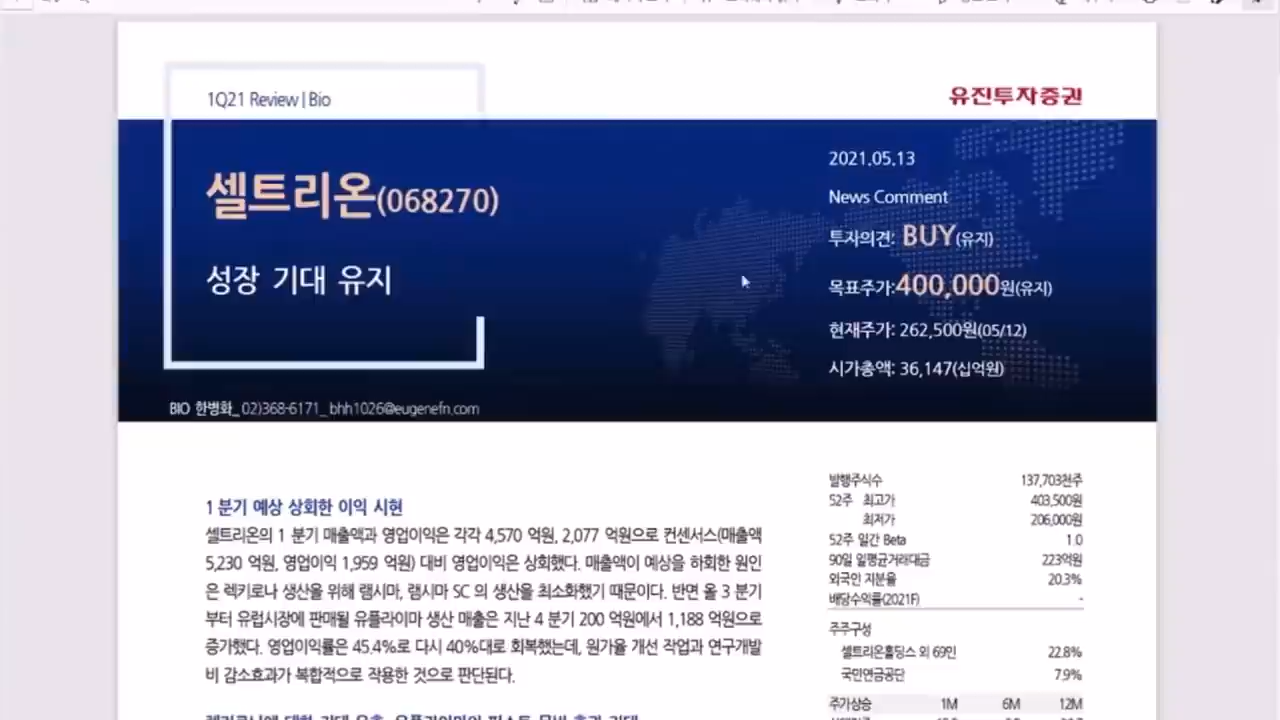 1Q21 Review | Bio
유진투자증권
셀트리온(068270)
성장 기대 유지
BIO 한병화_ 02)368-6171_ bhh1026@eugenefn.com
2021.05.13
News Comment
투자의견: BUY(유지)
목표주가:400,000원(유지)
현재주가: 262,500원(05/12)
시가총액: 36,147(십억원)
1 분기 예상 상회한 이익 시현
셀트리온의 1 분기 매출액과 영업이익은 각각 4,570 억원, 2,077 억원으로 컨센서스(매출액
5,230 억원, 영업이익 1,959 억원) 대비 영업이익은 상회했다. 매출액이 예상을 하회한 원인
은 렉키로나 생산을 위해 램시마, 램시마 SC 의 생산을 최소화했기 때문이다. 반면 올 3 분기
부터 유럽시장에 판매될 유플라이마 생산 매출은 지난 4 분기 200 억원에서 1,188 억원으로
증가했다. 영업이익률은 45.4%로 다시 40%대로 회복했는데, 원가율 개선 작업과 연구개발
비 감소효과가 복합적으로 작용한 것으로 판단된다.
발행주식수 137,703천주
52주 최고가 403,500원
최저가 206,000원
52주 일간 Beta 1.0
90일 일평균거래대금 223억원
외국인 지분율 20.3%
배당수익률(2021F) -
주주구성
셀트리온홀딩스 외 69인 22.8%
국민연금공단 7.9%
주가상승 1M 6M 12M